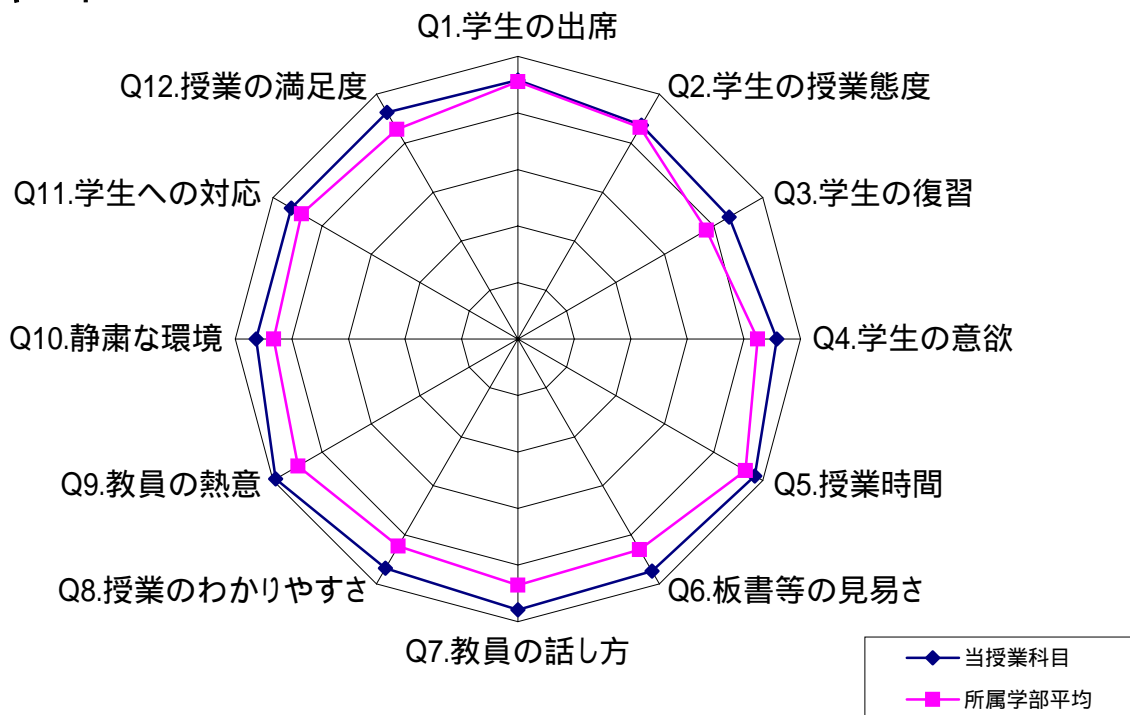 Q1.学生の出席
Q2.学生の授業態度
Q3.学生の復習
Q4.学生の意欲
Q5.授業時間
Q6.板書等の見易さ
Q7.教員の話し方
Q8.授業のわかりやすさ
Q9.教員の熱意
Q10.静粛な環境
Q11.学生への対応
Q12.授業の満足度
当授業科目
所属学部平均